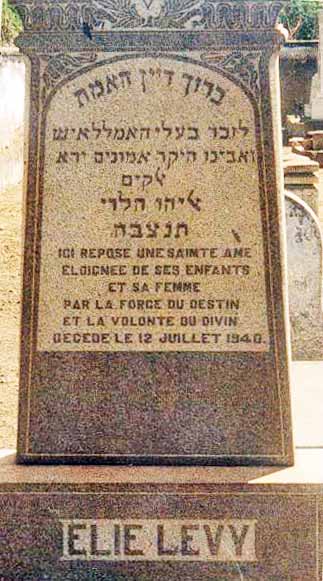 ברוך דיין האמת
לזכר בעלי האמללאיש
ואבינו היקר אמונים ירא
אלקים
אליהו הלוי
תנצבה
ICI REPOSE UNE SAINTE AME
ELOIGNEE DE SES ENFANTS
ET SA FEMME
PAR LA FORCE DU DESTIN
ET LA VOLONTE DU DIVIN
DECEDE LE 12 JUILLET 1940.
ELIE LEVY